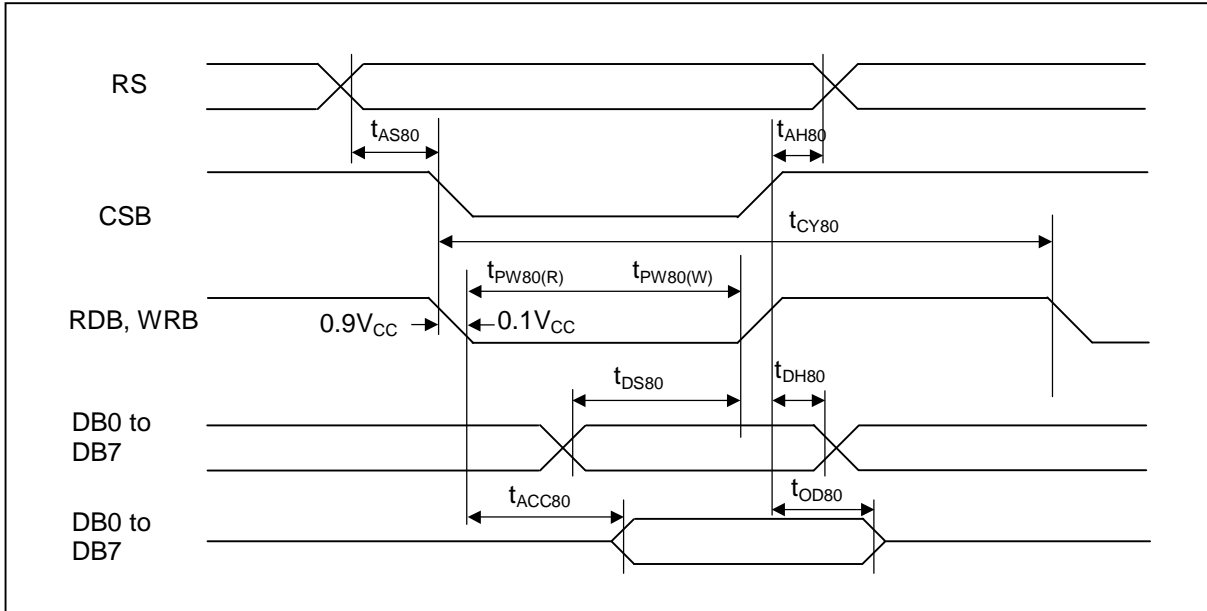 RS
tAS80
tAH80
CSB
tCY80
tPW80(R)
tPW80(W)
RDB, WRB
0.9VCC
0.1VCC
tDS80
tDH80
DB0 to
DB7
tACC80
tOD80
DB0 to
DB7